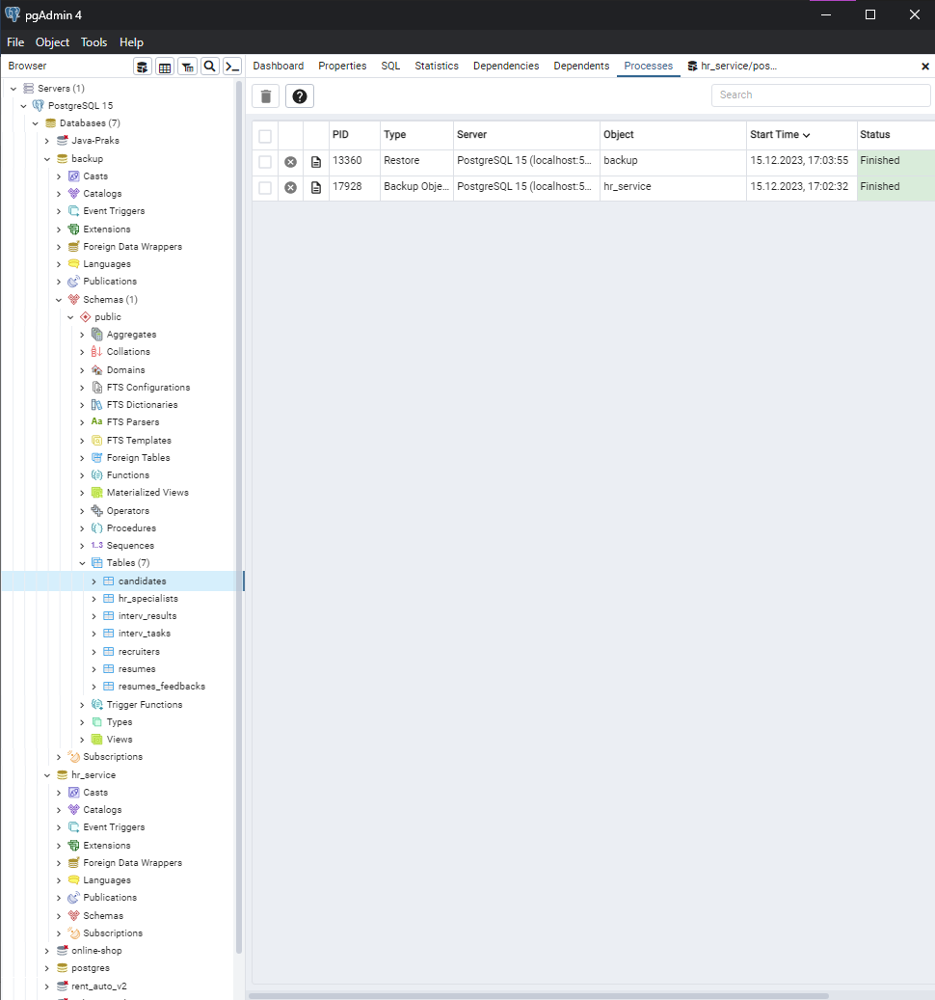 pgAdmin 4
File Object Tools Help
Browser
Dashboard Properties SQL Statistics Dependencies Dependents Processes hr_service/pos...
Servers (1)
PostgreSQL 15
Databases (7)
Java-Praks
backup
Casts
Catalogs
Event Triggers
Extensions
Foreign Data Wrappers
Languages
Publications
Schemas (1)
public
Aggregates
Collations
Domains
FTS Configurations
FTS Dictionaries
Aa FTS Parsers
FTS Templates
Foreign Tables
Functions
Materialized Views
Operators
Procedures
1..3 Sequences
Tables (7)
candidates
hr_specialists
interv_results
interv_tasks
recruiters
resumes
resumes_feedbacks
Trigger Functions
Types
Views
Subscriptions
hr_service
Casts
Catalogs
Event Triggers
Extensions
Foreign Data Wrappers
Languages
Publications
Schemas
Subscriptions
online-shop
postgres
rent_auto_v2
Search
PID Type Server Object Start Time Status
13360 Restore PostgreSQL 15 (localhost:5... backup 15.12.2023, 17:03:55 Finished
17928 Backup Obje... PostgreSQL 15 (localhost:5... hr_service 15.12.2023, 17:02:32 Finished